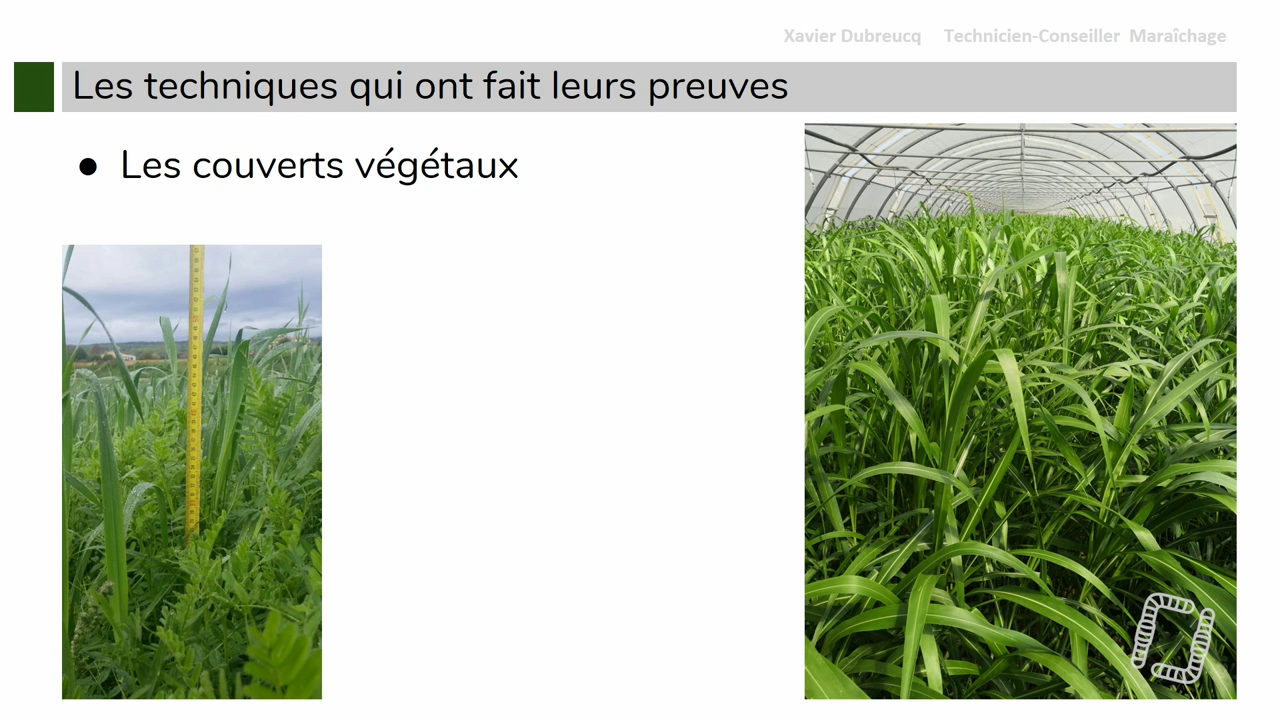 Xavier Dubreucq Technicien-Conseiller Maraîchage
Les techniques qui ont fait leurs preuves
● Les couverts végétaux